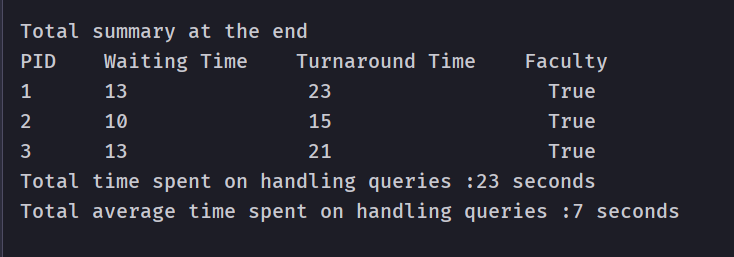 Total summary at the end
PID    Waiting Time    Turnaround Time    Faculty
1      13               23                  True
2      10               15                  True
3      13               21                  True
Total time spent on handling queries :23 seconds
Total average time spent on handling queries :7 seconds